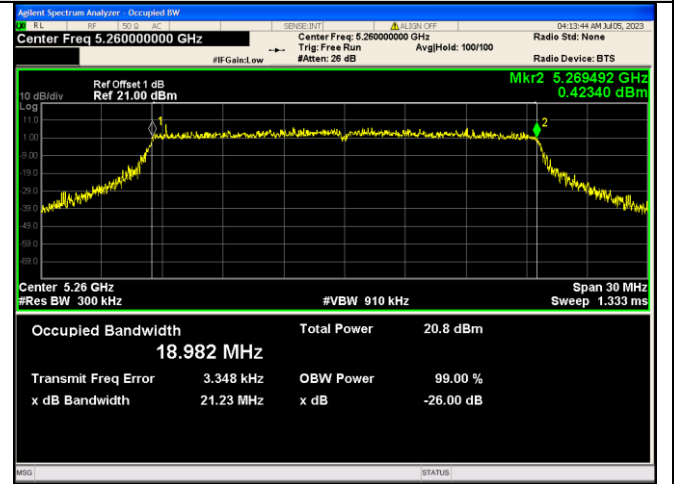 Agilent Spectrum Analyzer - Occupied BW
RL RF 50 Ω AC SENSE:INT ALIGN OFF 04:13:44 AM Jul 05, 2023
Center Freq 5.260000000 GHz Center Freq: 5.260000000 GHz Radio Std: None
Trig: Free Run Avg|Hold: 100/100
#IFGain:Low #Atten: 26 dB Radio Device: BTS
Mkr2 5.269492 GHz
Ref Offset 1 dB 0.42340 dBm
10 dB/div Ref 21.00 dBm
Log
11.0
1
2
1.00
-9.00
-19.0
-29.0
-39.0
-49.0
-59.0
-69.0
Center 5.26 GHz Span 30 MHz
#Res BW 300 kHz #VBW 910 kHz Sweep 1.333 ms
Occupied Bandwidth Total Power 20.8 dBm
18.982 MHz
Transmit Freq Error 3.348 kHz OBW Power 99.00 %
x dB Bandwidth 21.23 MHz x dB -26.00 dB
MSG STATUS